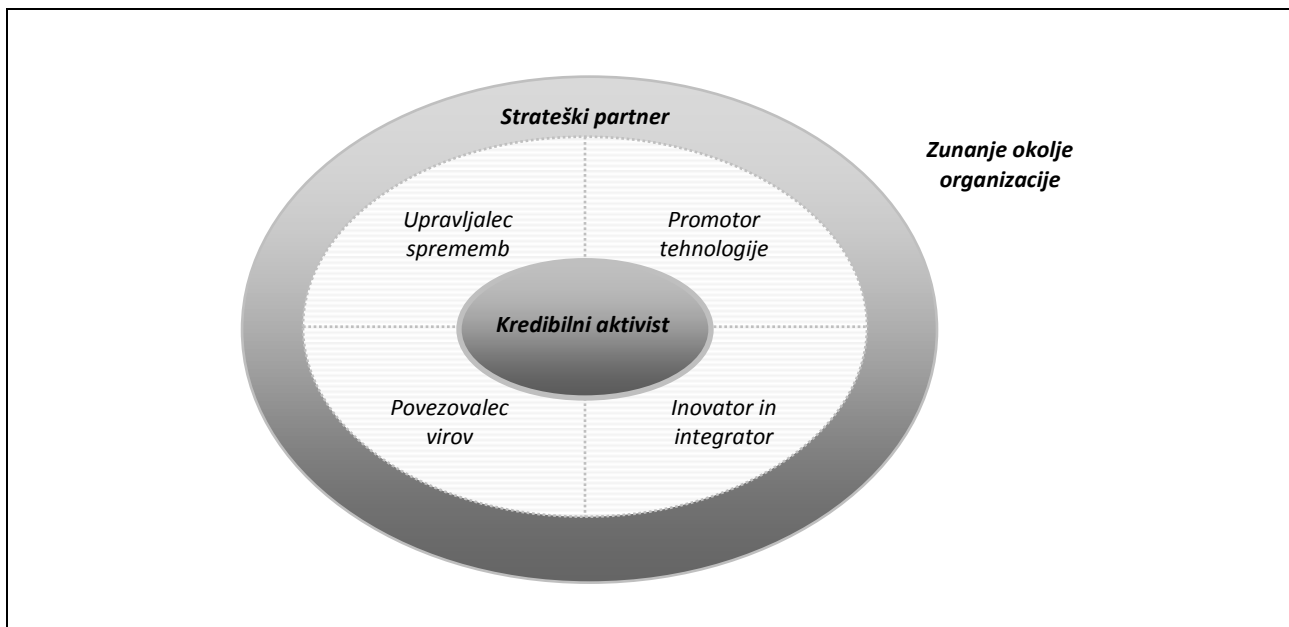 Strateški partner
Zunanje okolje
organizacije
Upravljalec
sprememb
Promotor
tehnologije
Kredibilni aktivist
Povezovalec
virov
Inovator in
integrator